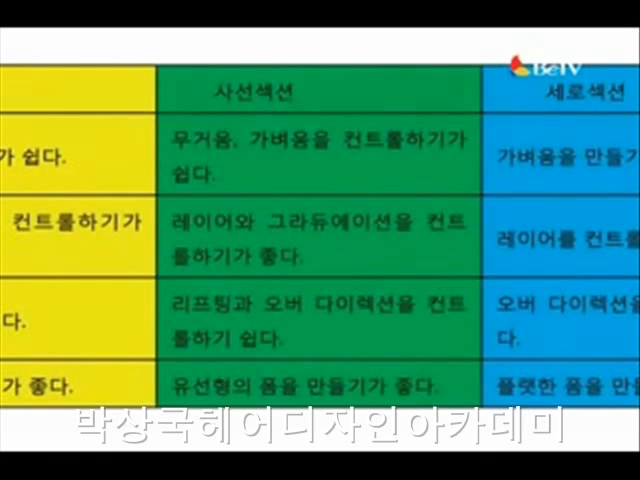 BeTV
사선섹션
세로섹션
가 쉽다.
무거움, 가벼움을 컨트롤하기가
쉽다.
가벼움을 만들기
컨트롤하기가
레이어와 그라듀에이션을 컨트
롤하기가 좋다.
레이어를 컨트롤
다.
리프팅과 오버 다이렉션을 컨트
롤하기 쉽다.
오버 다이렉션을
다.
가 좋다.
유선형의 폼을 만들기가 좋다.
플랫한 폼을 만들
박상국헤어디자인아카데미